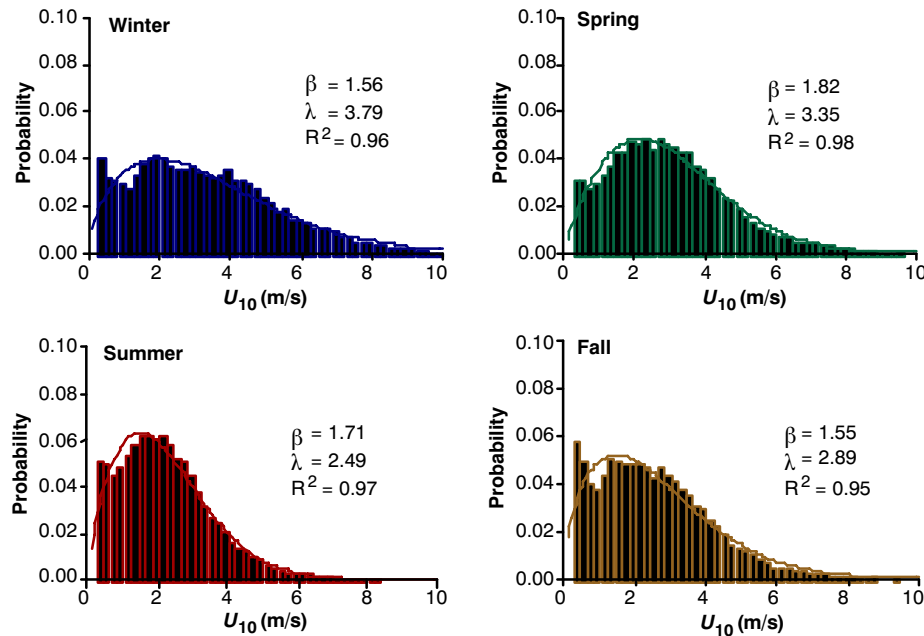 Winter
Probability
0.10
0.08
0.06
0.04
0.02
0.00
β = 1.56
λ = 3.79
R² = 0.96
0 2 4 6 8 10
U₁₀ (m/s)
Spring
Probability
0.10
0.08
0.06
0.04
0.02
0.00
β = 1.82
λ = 3.35
R² = 0.98
0 2 4 6 8 10
U₁₀ (m/s)
Summer
Probability
0.10
0.08
0.06
0.04
0.02
0.00
β = 1.71
λ = 2.49
R² = 0.97
0 2 4 6 8 10
U₁₀ (m/s)
Fall
Probability
0.10
0.08
0.06
0.04
0.02
0.00
β = 1.55
λ = 2.89
R² = 0.95
0 2 4 6 8 10
U₁₀ (m/s)